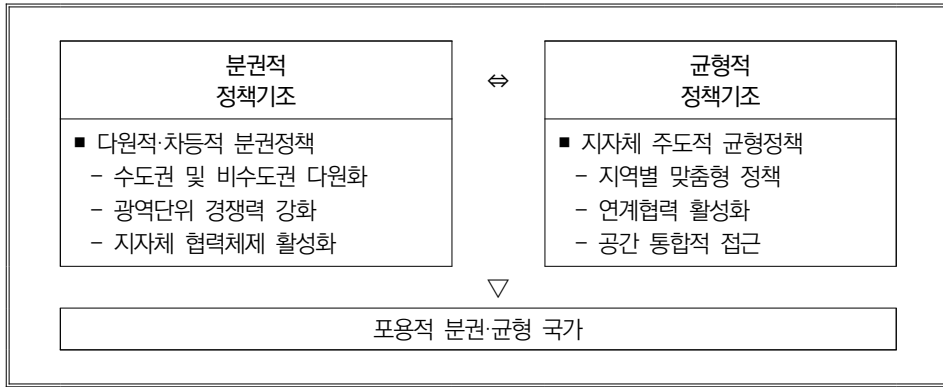 분권적
정책기조
■ 다원적·차등적 분권정책
- 수도권 및 비수도권 다원화
- 광역단위 경쟁력 강화
- 지자체 협력체제 활성화
⇔
균형적
정책기조
■ 지자체 주도적 균형정책
- 지역별 맞춤형 정책
- 연계협력 활성화
- 공간 통합적 접근
▽
포용적 분권·균형 국가